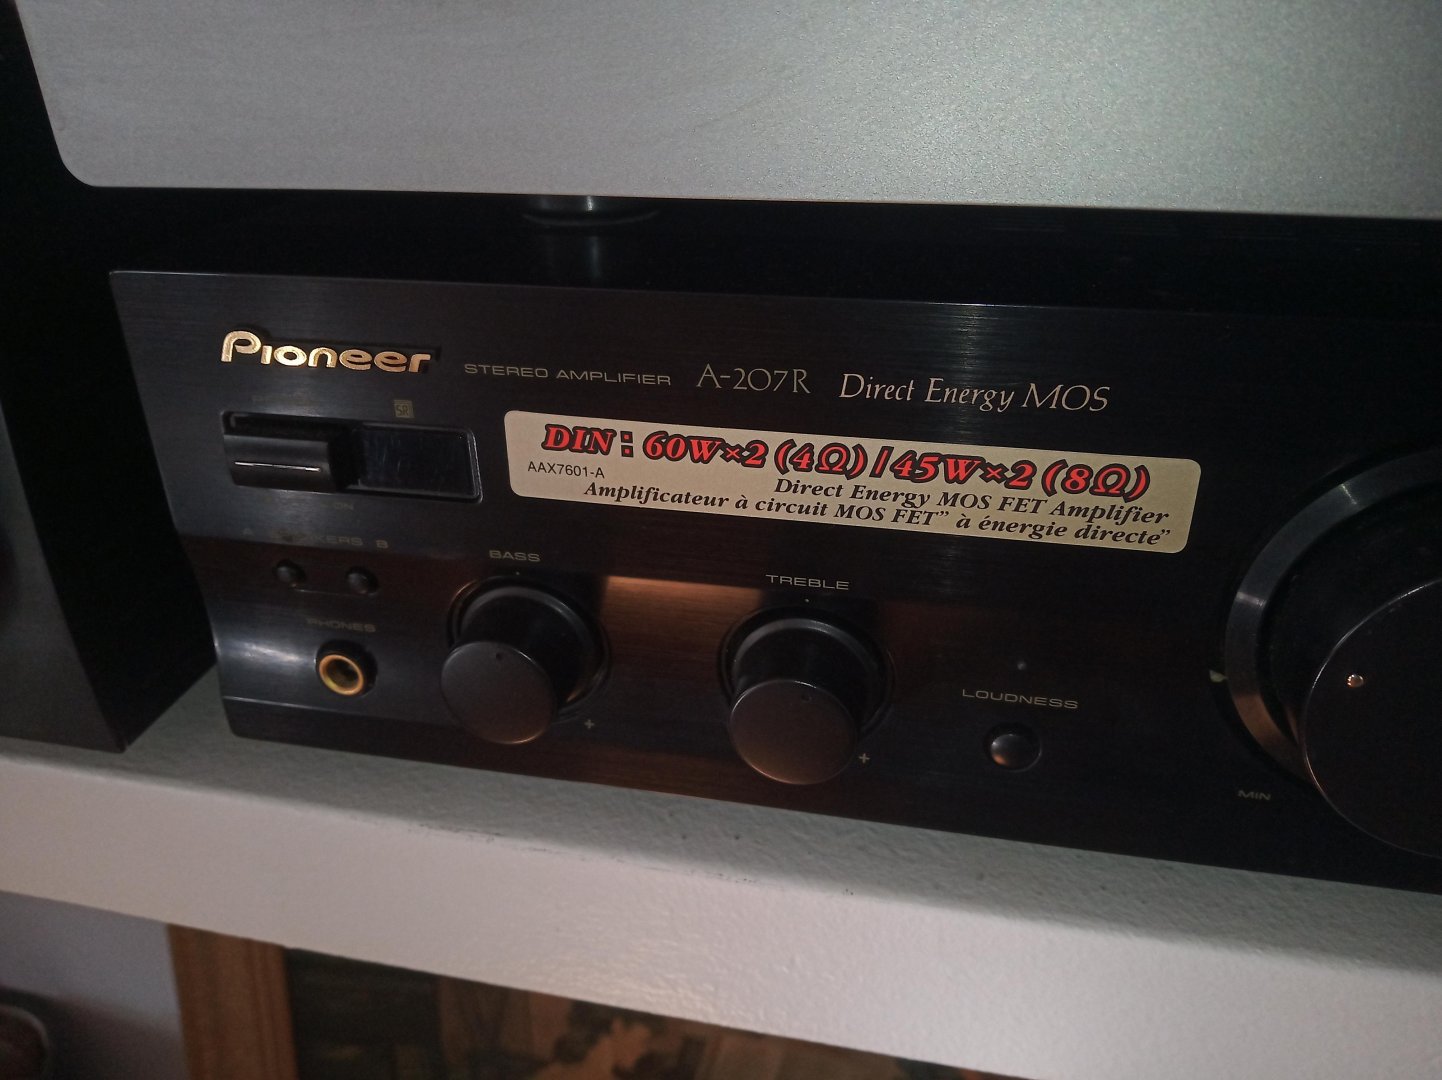 Pioneer
STEREO AMPLIFIER A-207R Direct Energy MOS
SR
DIN : 60W×2 (4Ω) / 45W×2 (8Ω)
AAX7601-A
Direct Energy MOS FET Amplifier
Amplificateur à circuit MOS FET" à énergie directe"
B
BASS
TREBLE
PHONES
LOUDNESS
+
+
MIN